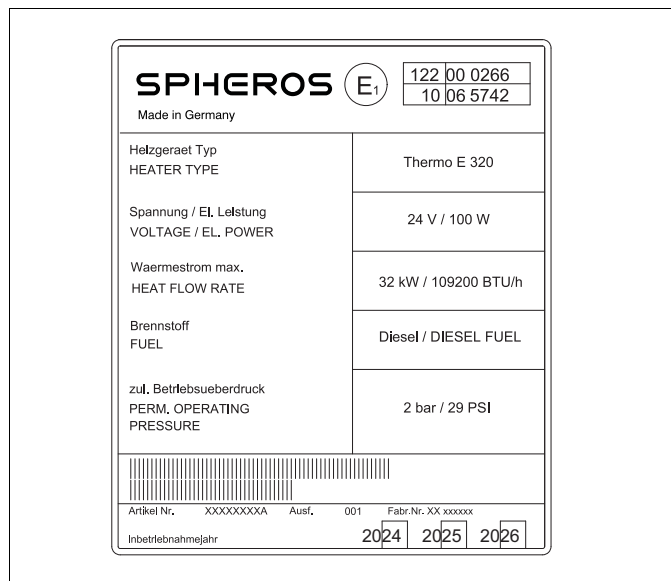 SPHEROS E1 122 00 0266
10 06 5742
Made in Germany
Heizgeraet Typ
HEATER TYPE
Thermo E 320
Spannung / El. Leistung
VOLTAGE / EL. POWER
24 V / 100 W
Waermestrom max.
HEAT FLOW RATE
32 kW / 109200 BTU/h
Brennstoff
FUEL
Diesel / DIESEL FUEL
zul. Betriebsueberdruck
PERM. OPERATING
PRESSURE
2 bar / 29 PSI
Artikel Nr. XXXXXXXXA Ausf. 001 Fabr.Nr. XX xxxxxx
Inbetriebnahmejahr 2024 2025 2026